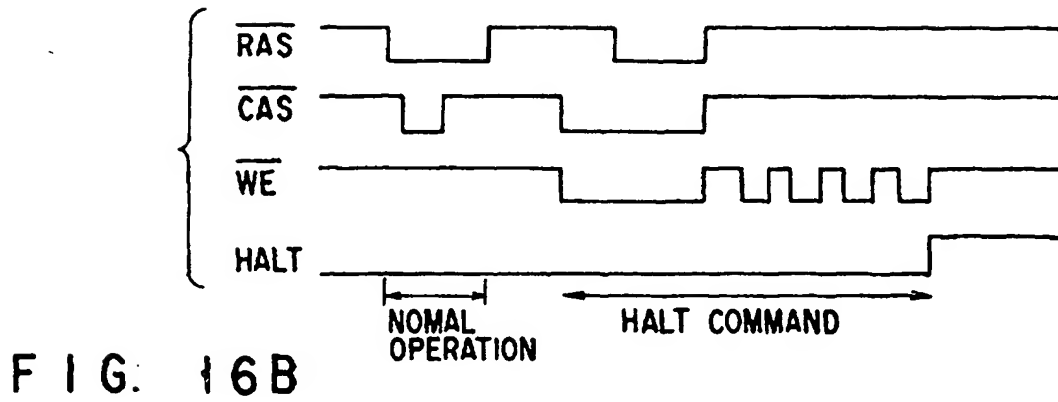 RAS
CAS
WE
HALT
NOMAL
OPERATION
HALT COMMAND
FIG. 16B